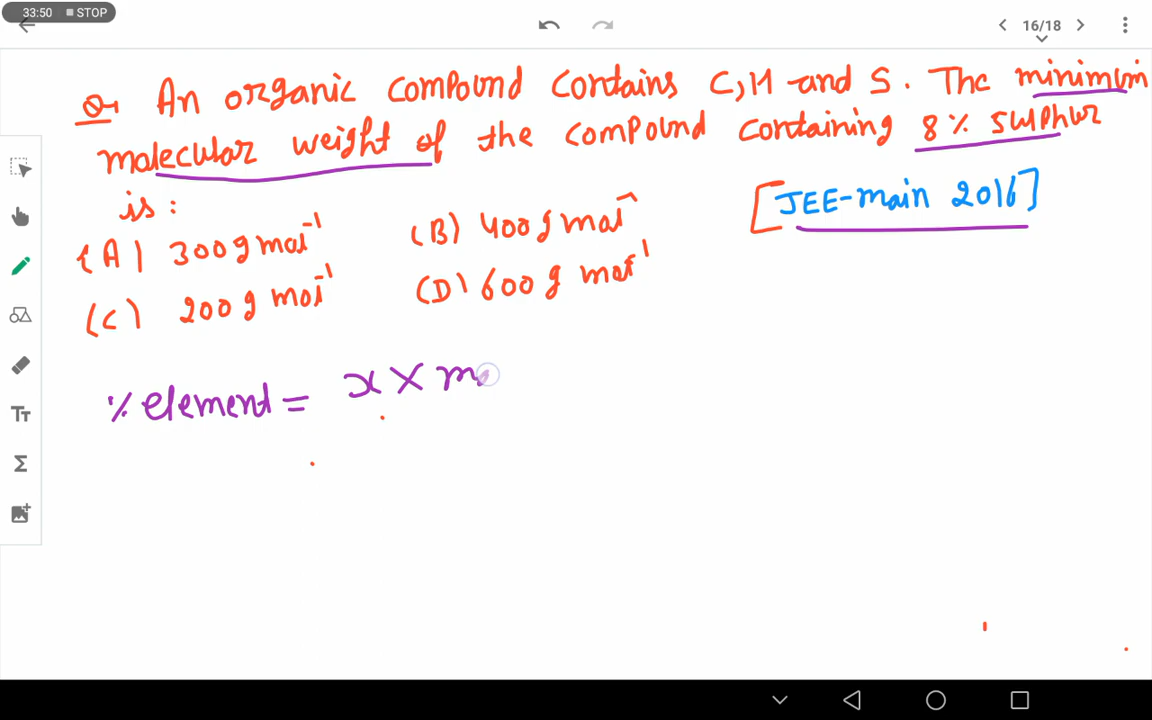 33:50 STOP
16/18
Q→ An organic compound contains C,H and S. The minimum
molecular weight of the compound containing 8% sulphur
is :
[JEE-main 2016]
(A) 300 g mol⁻¹ (B) 400 g mol⁻
(C) 200 g mol⁻¹ (D) 600 g mol⁻¹
% element = x × m
Tт
Σ